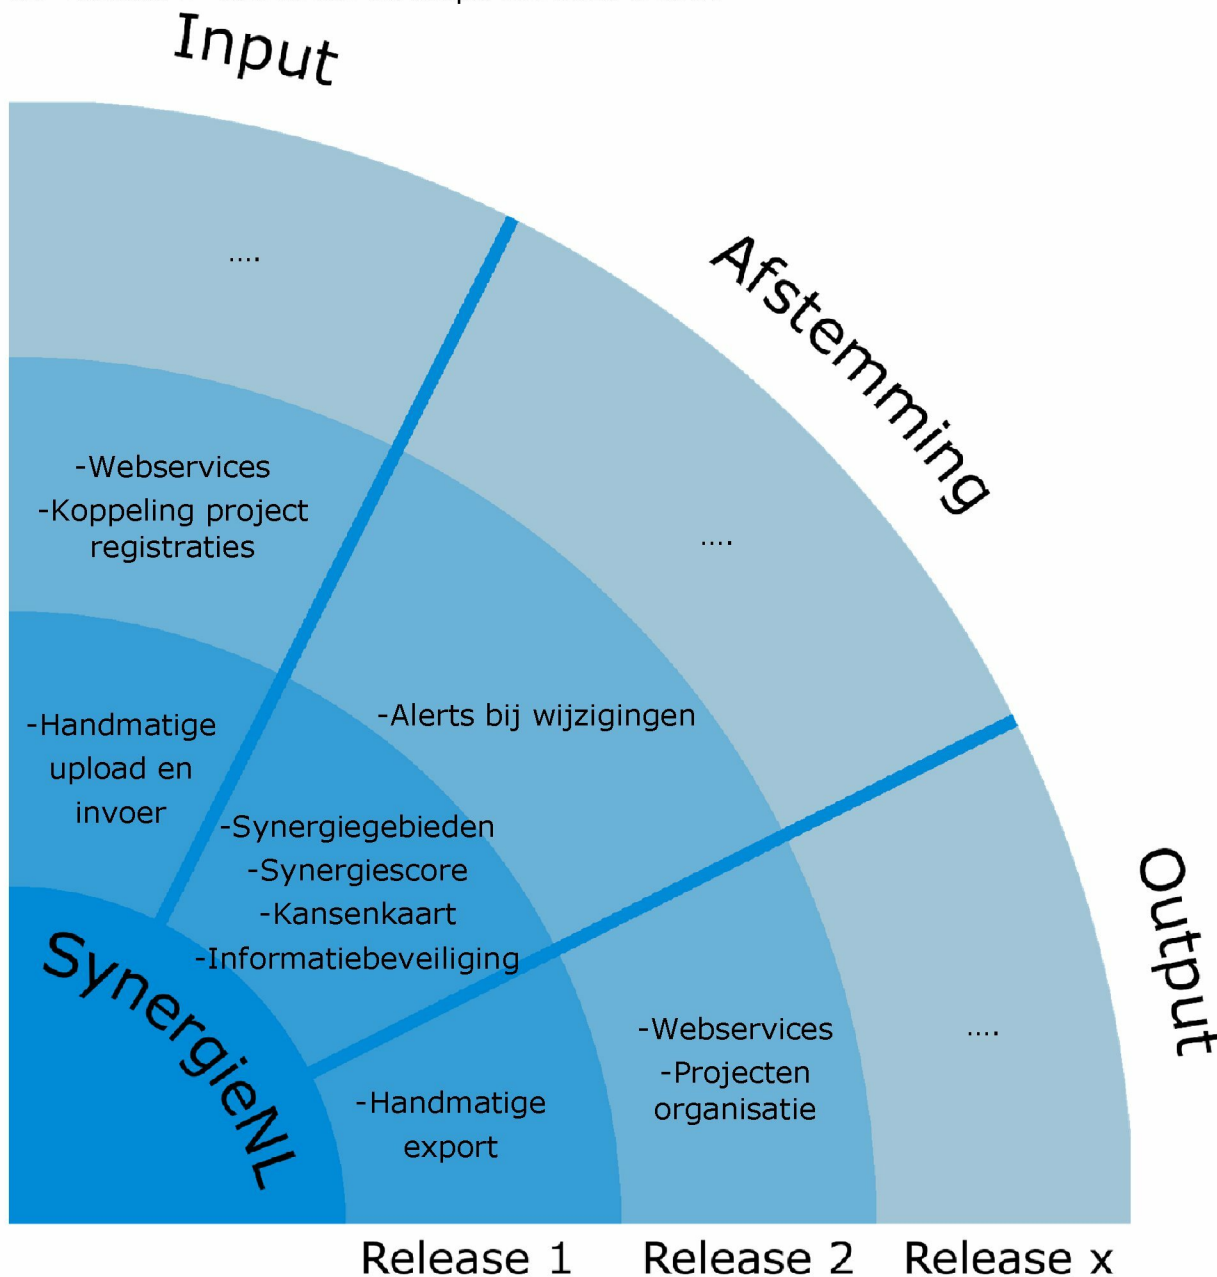 Input
Afstemming
Output
....
-Webservices
-Koppeling project
registraties
-Handmatige
upload en
invoer
....
-Alerts bij wijzigingen
-Synergiegebieden
-Synergiescore
-Kansenkaart
-Informatiebeveiliging
....
-Webservices
-Projecten
organisatie
-Handmatige
export
SynergieNL
Release 1
Release 2
Release x